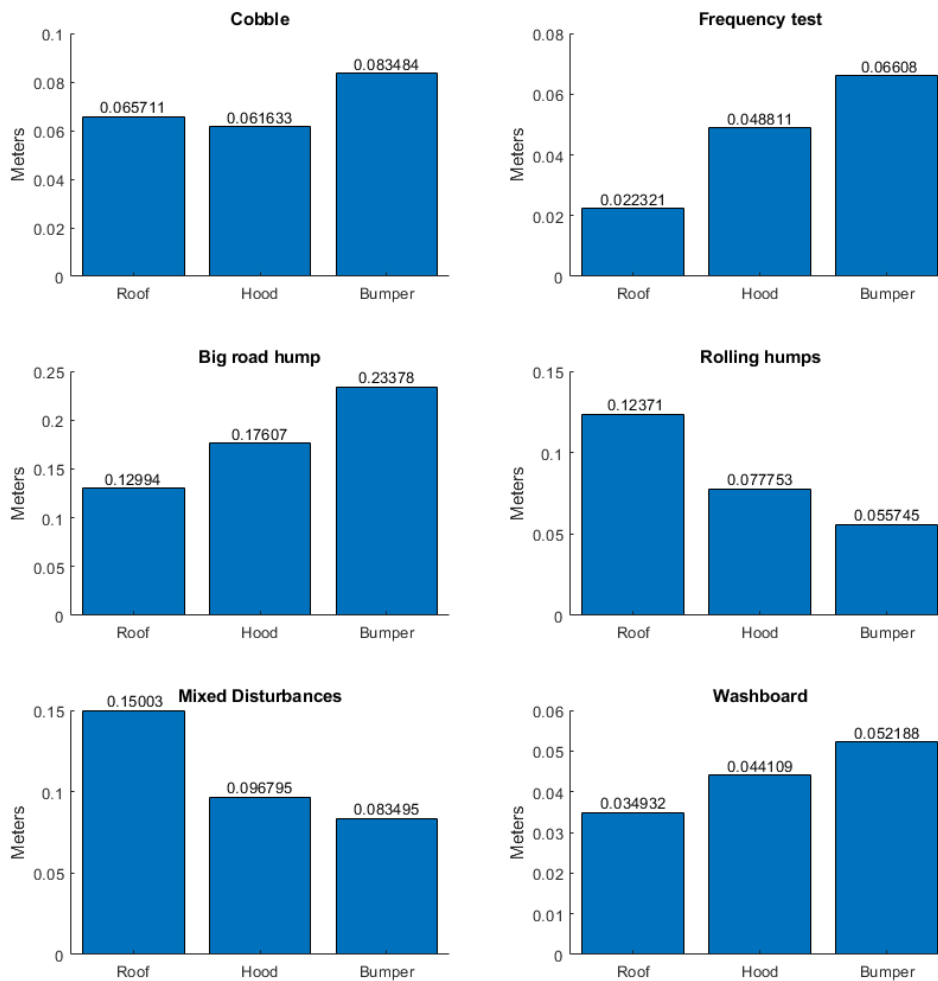 Cobble
0.1
0.08
0.06
0.04
0.02
0
Meters
0.065711
0.061633
0.083484
Roof Hood Bumper
Frequency test
0.08
0.06
0.04
0.02
0
Meters
0.022321
0.048811
0.06608
Roof Hood Bumper
Big road hump
0.25
0.2
0.15
0.1
0.05
0
Meters
0.12994
0.17607
0.23378
Roof Hood Bumper
Rolling humps
0.15
0.1
0.05
0
Meters
0.12371
0.077753
0.055745
Roof Hood Bumper
Mixed Disturbances
0.15
0.1
0.05
0
Meters
0.15003
0.096795
0.083495
Roof Hood Bumper
Washboard
0.06
0.05
0.04
0.03
0.02
0.01
0
Meters
0.034932
0.044109
0.052188
Roof Hood Bumper